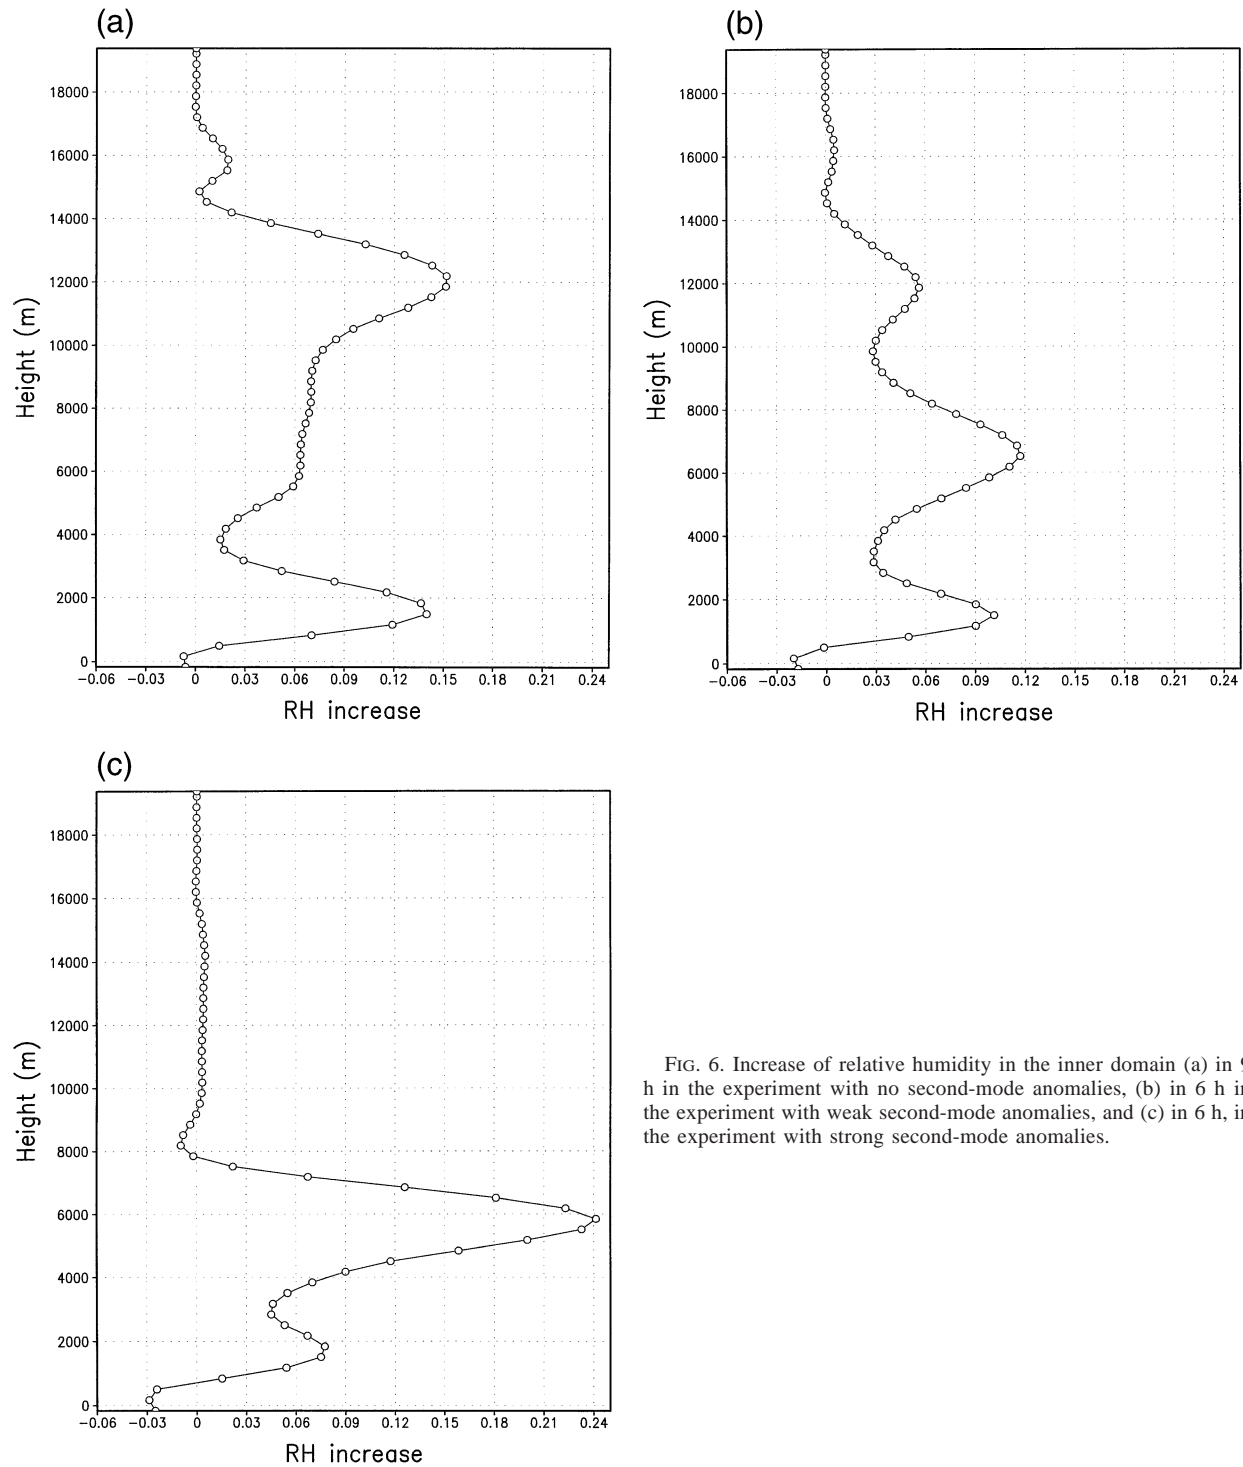 (a)
18000
16000
14000
12000
10000
8000
6000
4000
2000
0
Height (m)
−0.06 −0.03 0 0.03 0.06 0.09 0.12 0.15 0.18 0.21 0.24
RH increase
(b)
18000
16000
14000
12000
10000
8000
6000
4000
2000
0
Height (m)
−0.06 −0.03 0 0.03 0.06 0.09 0.12 0.15 0.18 0.21 0.24
RH increase
(c)
18000
16000
14000
12000
10000
8000
6000
4000
2000
0
Height (m)
−0.06 −0.03 0 0.03 0.06 0.09 0.12 0.15 0.18 0.21 0.24
RH increase
FIG. 6. Increase of relative humidity in the inner domain (a) in
h in the experiment with no second-mode anomalies, (b) in 6 h in
the experiment with weak second-mode anomalies, and (c) in 6 h, in
the experiment with strong second-mode anomalies.